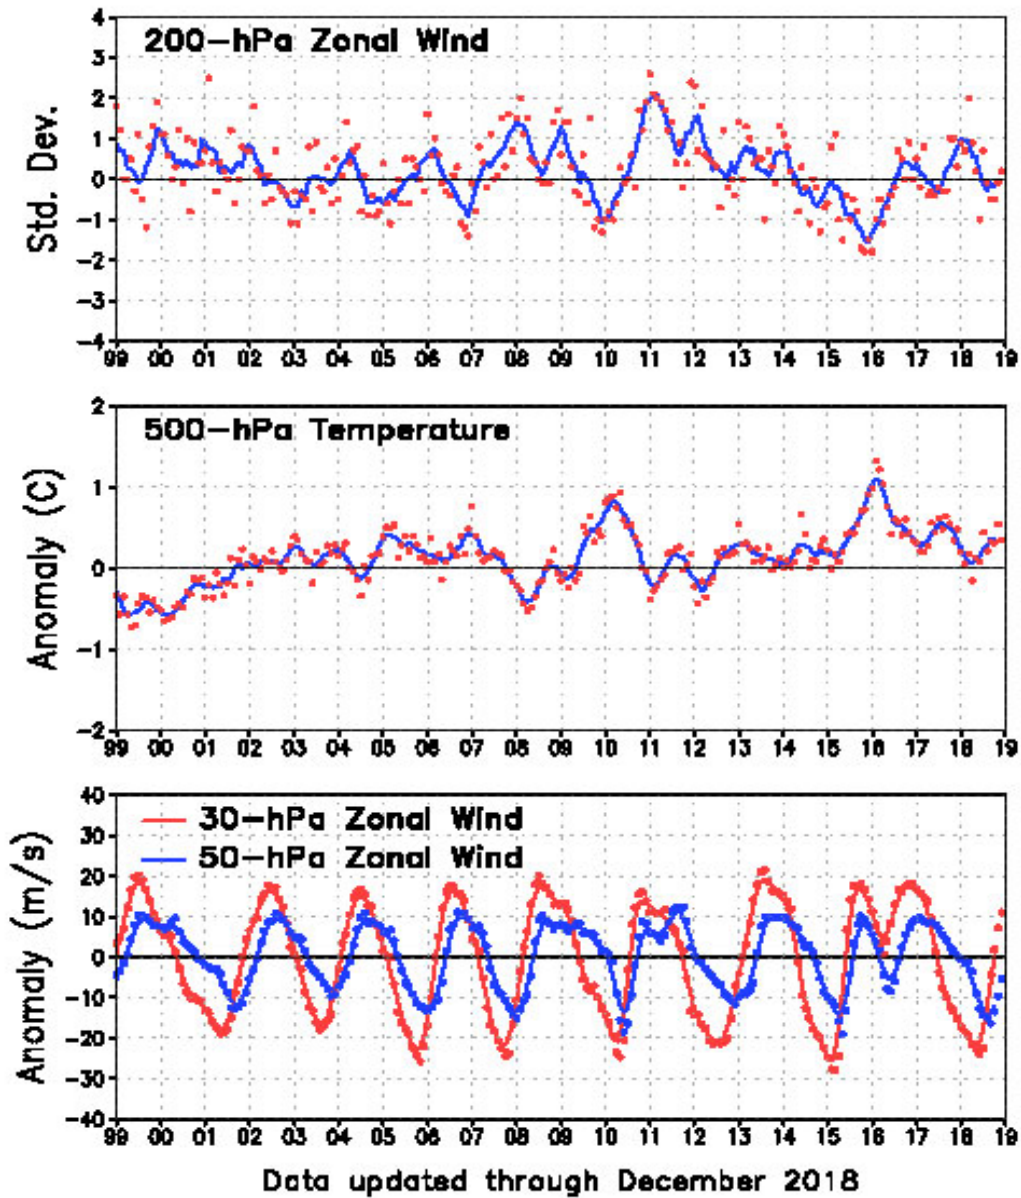 200-hPa Zonal Wind
Std. Dev.
4
3
2
1
0
-1
-2
-3
-4
99 00 01 02 03 04 05 06 07 08 09 10 11 12 13 14 15 16 17 18 19
500-hPa Temperature
Anomaly (C)
2
1
0
-1
-2
99 00 01 02 03 04 05 06 07 08 09 10 11 12 13 14 15 16 17 18 19
30-hPa Zonal Wind
50-hPa Zonal Wind
Anomaly (m/s)
40
30
20
10
0
-10
-20
-30
-40
99 00 01 02 03 04 05 06 07 08 09 10 11 12 13 14 15 16 17 18 19
Data updated through December 2018